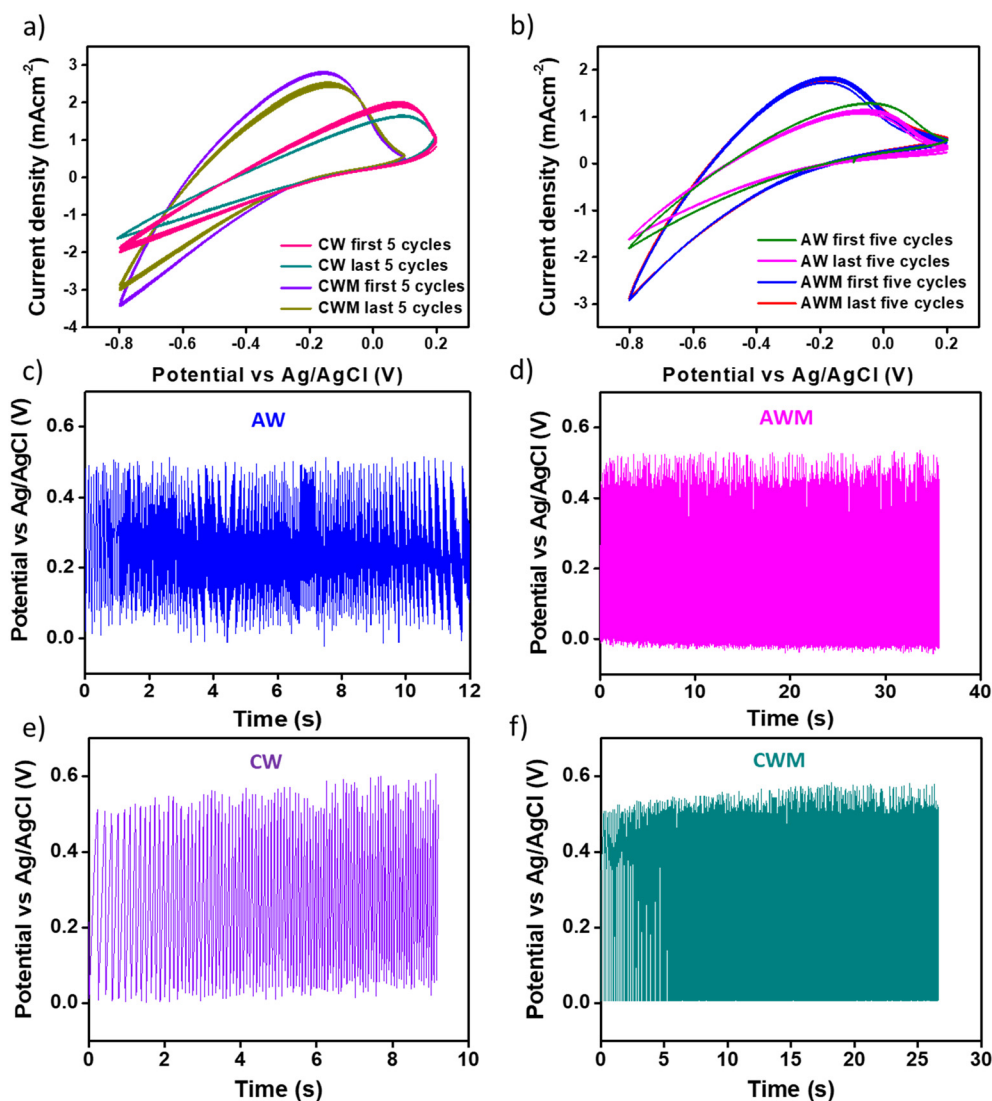 a)
3
2
1
0
-1
-2
-3
-4
Current density (mAcm-2)
CW first 5 cycles
CW last 5 cycles
CWM first 5 cycles
CWM last 5 cycles
-0.8
-0.6
-0.4
-0.2
0.0
0.2
Potential vs Ag/AgCl (V)
b)
2
1
0
-1
-2
-3
Current density (mAcm-2)
AW first five cycles
AW last five cycles
AWM first five cycles
AWM last five cycles
-0.8
-0.6
-0.4
-0.2
0.0
0.2
Potential vs Ag/AgCl (V)
c)
AW
0.6
0.4
0.2
0.0
Potential vs Ag/AgCl (V)
0
2
4
6
8
10
12
Time (s)
d)
AWM
0.6
0.4
0.2
0.0
Potential vs Ag/AgCl (V)
0
10
20
30
40
Time (s)
e)
CW
0.6
0.4
0.2
0.0
Potential vs Ag/AgCl (V)
0
2
4
6
8
10
Time (s)
f)
CWM
0.6
0.4
0.2
0.0
Potential vs Ag/AgCl (V)
0
5
10
15
20
25
30
Time (s)